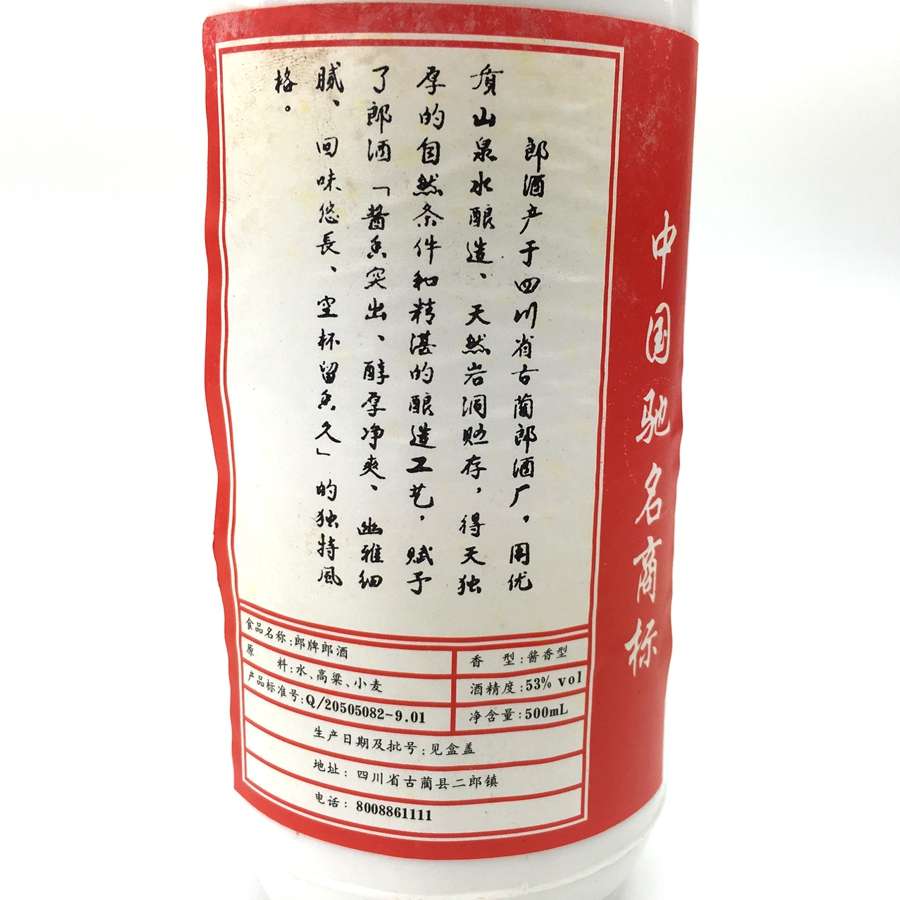 郎酒产于四川省古蔺郎酒厂，用优
质山泉水酿造、天然岩洞贮存，得天独
厚的自然条件和精湛的酿造工艺，赋予
了郎酒「酱香突出、醇厚净爽、幽雅细
腻、回味悠長、空杯留香久」的独特風
格。
中国驰名商标
食品名称:郎牌郎酒
香 型:酱香型
原 料:水、高粱、小麦
酒精度:53% vol
产品标准号:Q/20505082-9.01
净含量:500mL
生产日期及批号:见盒盖
地址: 四川省古蔺县二郎镇
电话: 8008861111